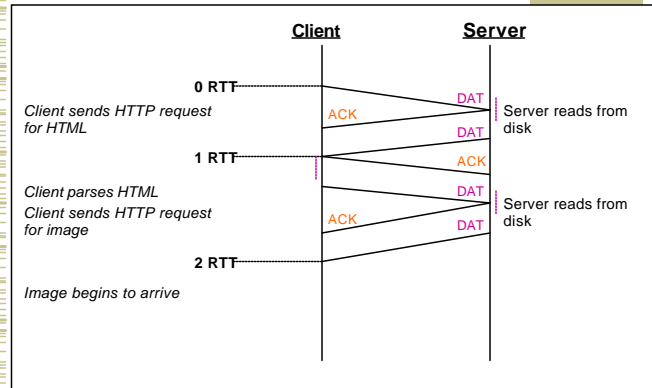 Client Server
0 RTT
DAT
Client sends HTTP request
for HTML
ACK
Server reads from
disk
DAT
1 RTT
ACK
Client parses HTML
DAT
Client sends HTTP request
for image
ACK
Server reads from
disk
DAT
2 RTT
Image begins to arrive